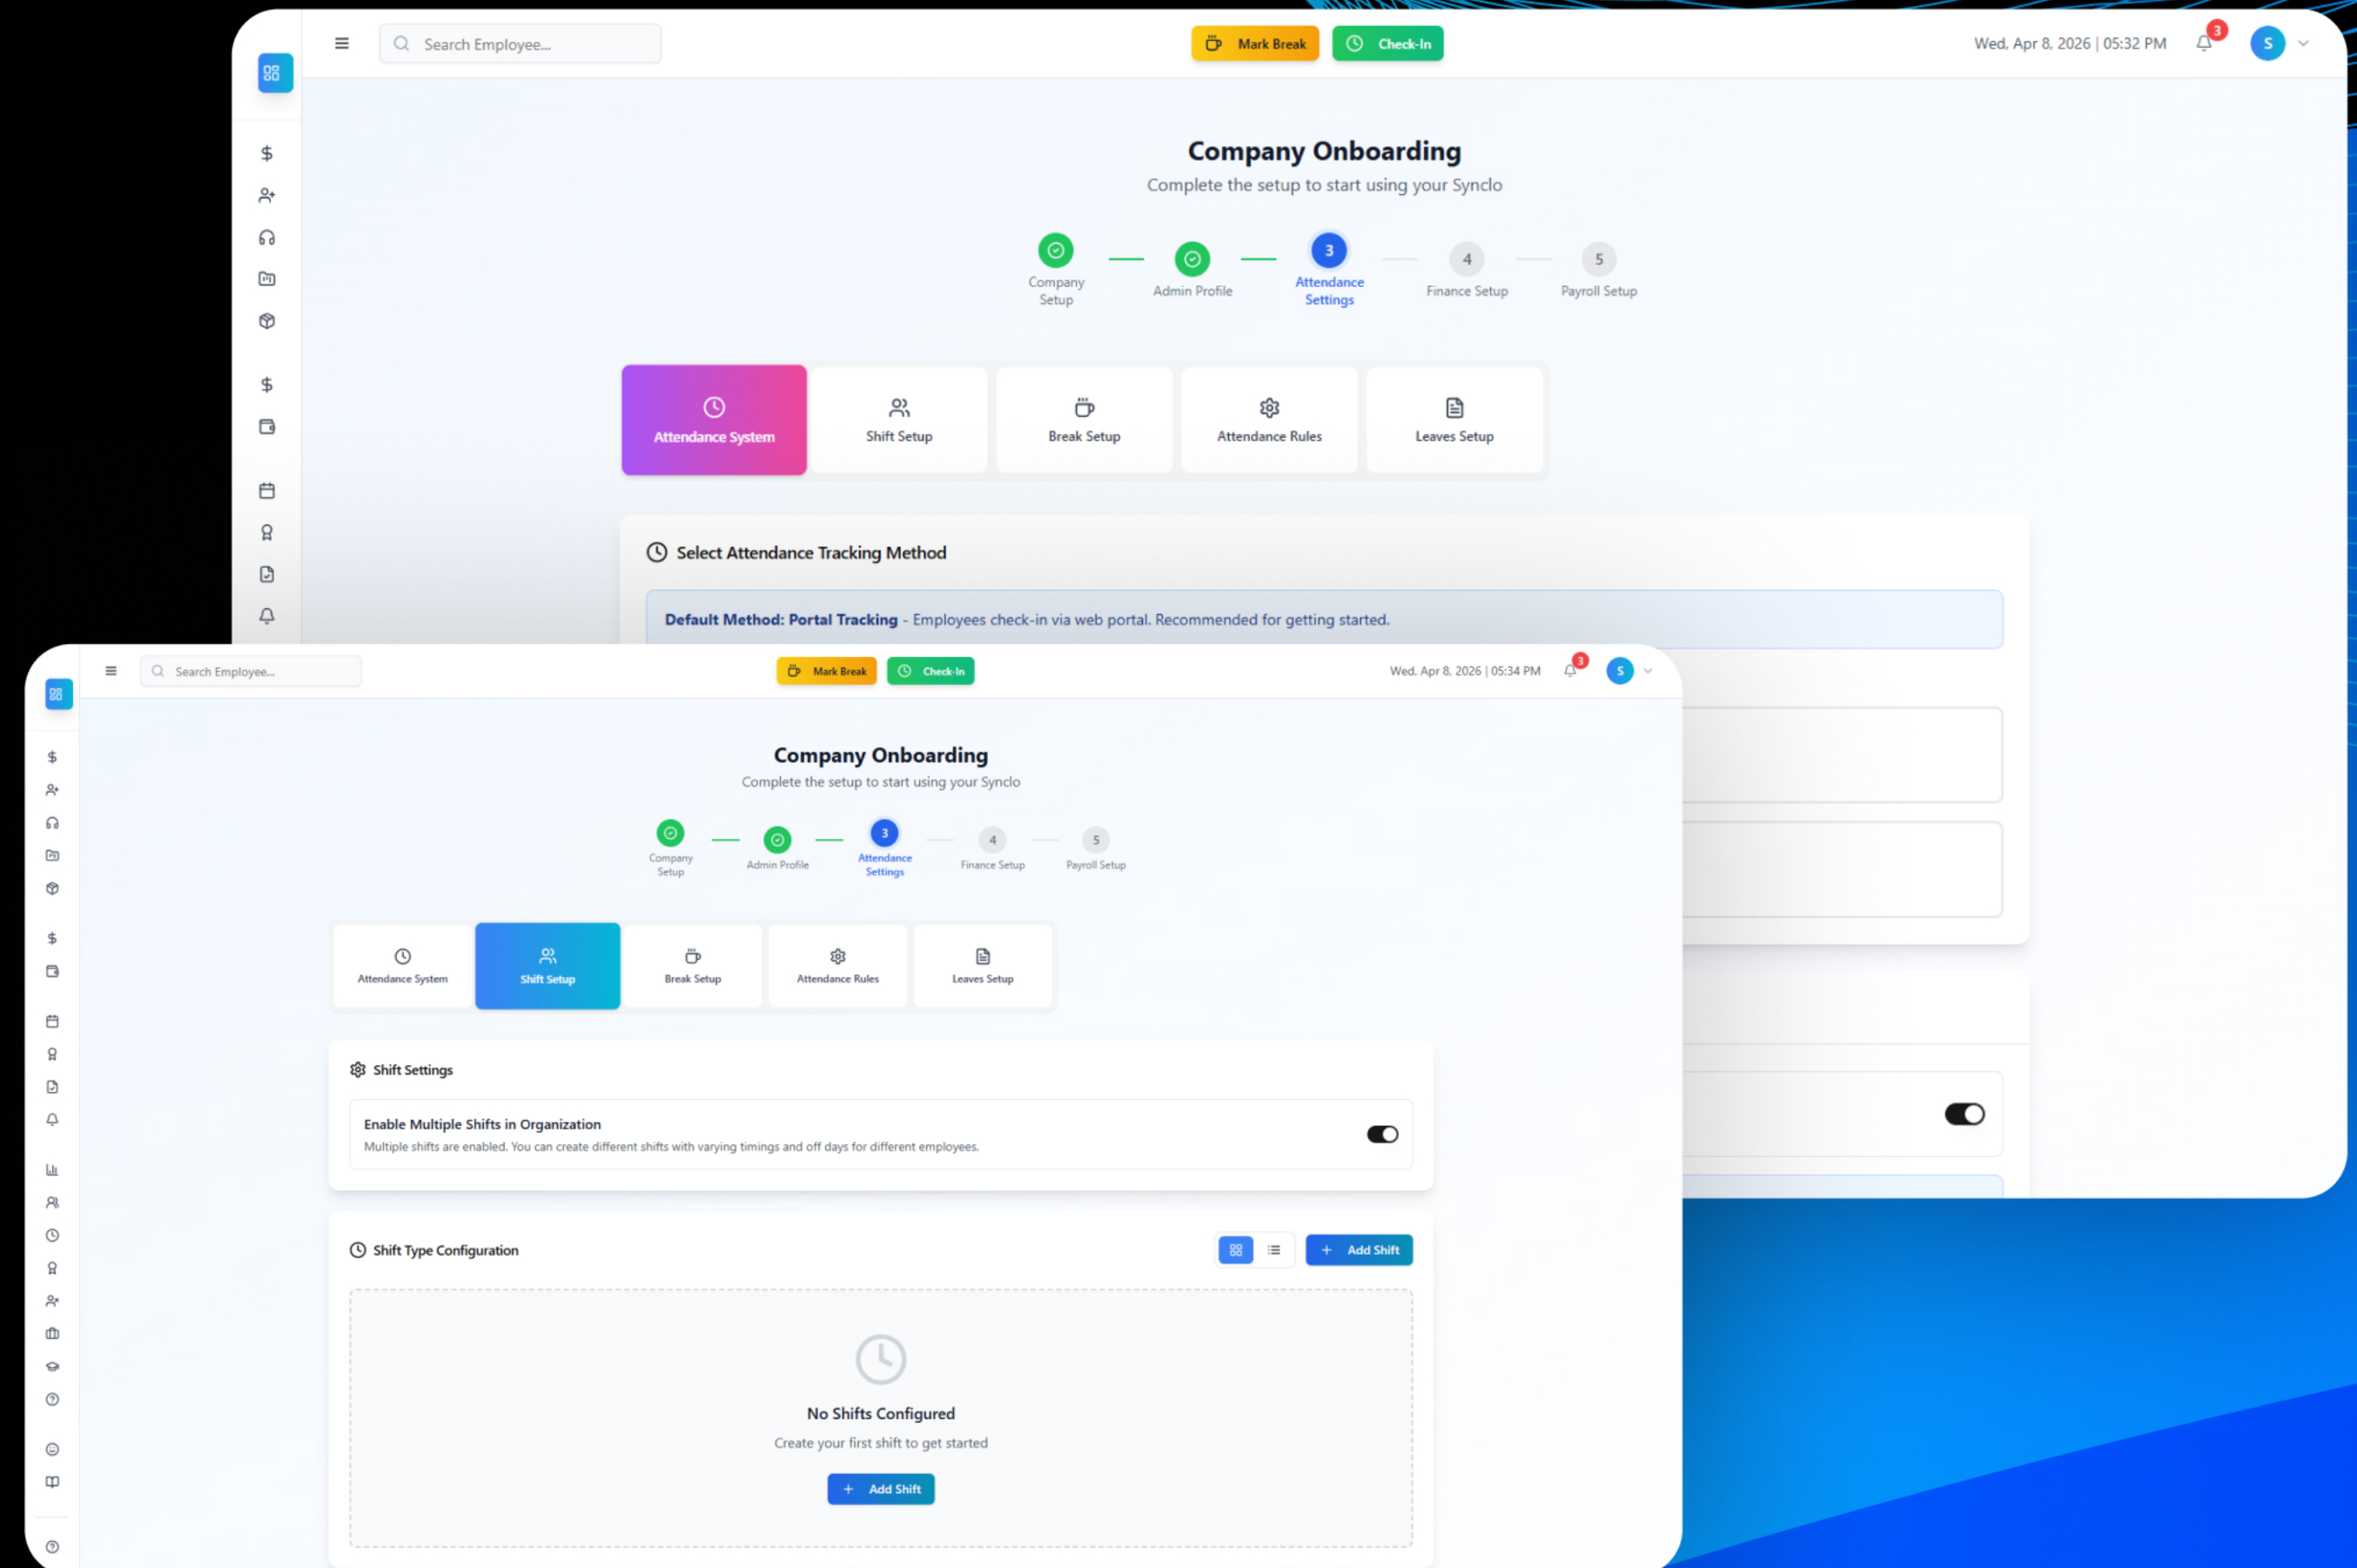 Search Employee...
Mark Break
Check-In
Wed, Apr 8, 2026 | 05:32 PM
3
S
Company Onboarding
Complete the setup to start using your Synclo
3
4
5
Company
Setup
Admin Profile
Attendance
Settings
Finance Setup
Payroll Setup
Attendance System
Shift Setup
Break Setup
Attendance Rules
Leaves Setup
Select Attendance Tracking Method
Default Method: Portal Tracking - Employees check-in via web portal. Recommended for getting started.
Search Employee...
Mark Break
Check-In
Wed, Apr 8, 2026 | 05:34 PM
3
S
Company Onboarding
Complete the setup to start using your Synclo
3
4
5
Company
Setup
Admin Profile
Attendance
Settings
Finance Setup
Payroll Setup
Attendance System
Shift Setup
Break Setup
Attendance Rules
Leaves Setup
Shift Settings
Enable Multiple Shifts in Organization
Multiple shifts are enabled. You can create different shifts with varying timings and off days for different employees.
Shift Type Configuration
Add Shift
No Shifts Configured
Create your first shift to get started
Add Shift